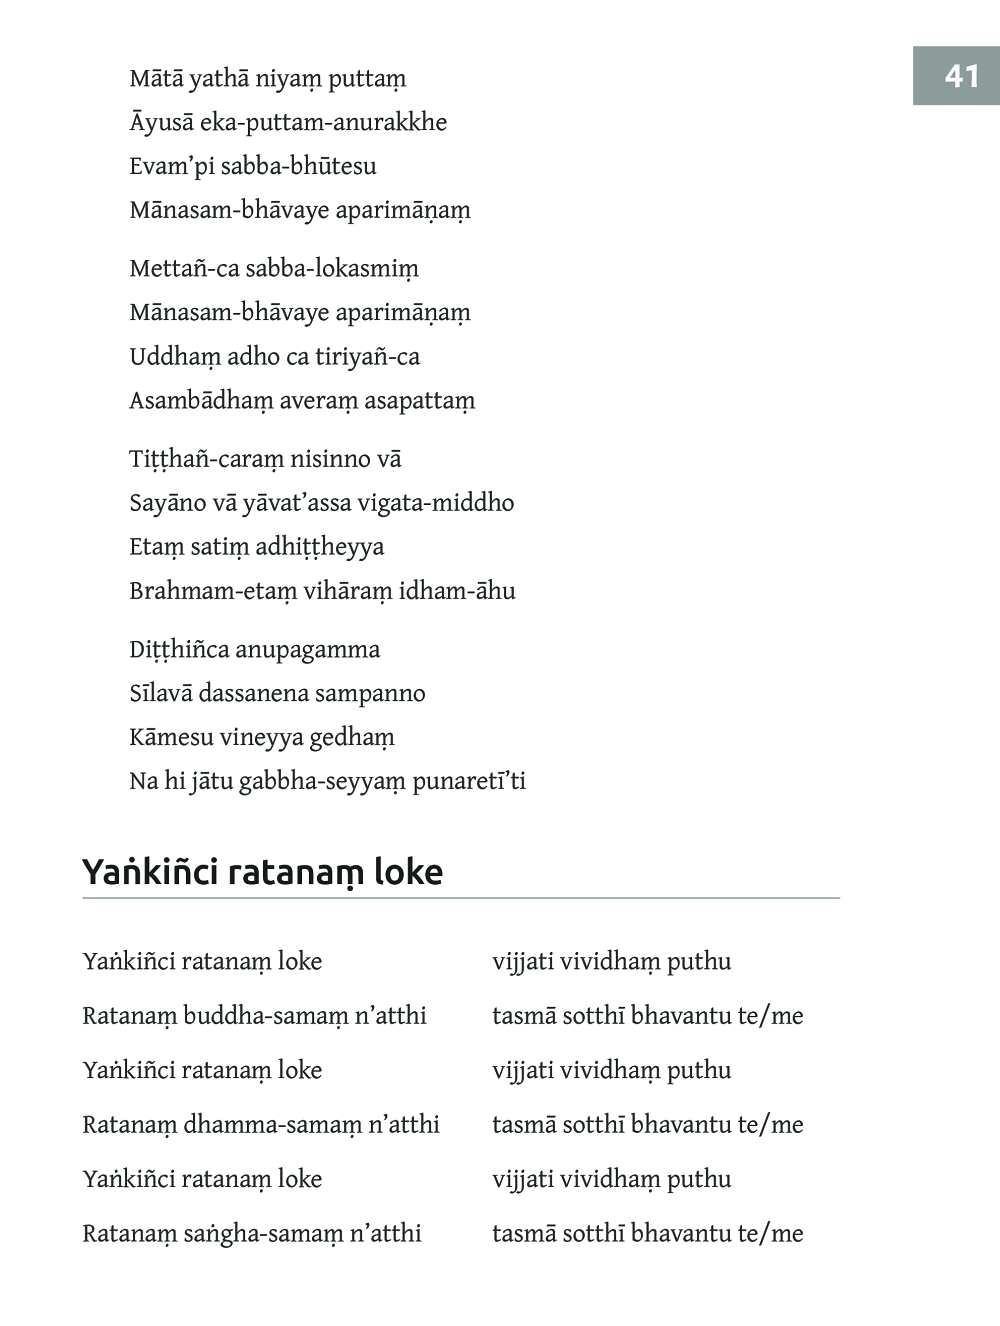 41
Mātā yathā niyaṃ puttaṃ
Āyusā eka-puttam-anurakkhe
Evam’pi sabba-bhūtesu
Mānasam-bhāvaye aparimāṇaṃ
Mettañ-ca sabba-lokasmiṃ
Mānasam-bhāvaye aparimāṇaṃ
Uddhaṃ adho ca tiriyañ-ca
Asambādhaṃ averaṃ asapattaṃ
Tiṭṭhañ-caraṃ nisinno vā
Sayāno vā yāvat’assa vigata-middho
Etaṃ satiṃ adhiṭṭheyya
Brahmam-etaṃ vihāraṃ idham-āhu
Diṭṭhiñca anupagamma
Sīlavā dassanena sampanno
Kāmesu vineyya gedhaṃ
Na hi jātu gabbha-seyyaṃ punaretī’ti
Yaṅkiñci ratanaṃ loke
Yaṅkiñci ratanaṃ loke vijjati vividhaṃ puthu
Ratanaṃ buddha-samaṃ n’atthi tasmā sotthī bhavantu te/me
Yaṅkiñci ratanaṃ loke vijjati vividhaṃ puthu
Ratanaṃ dhamma-samaṃ n’atthi tasmā sotthī bhavantu te/me
Yaṅkiñci ratanaṃ loke vijjati vividhaṃ puthu
Ratanaṃ saṅgha-samaṃ n’atthi tasmā sotthī bhavantu te/me